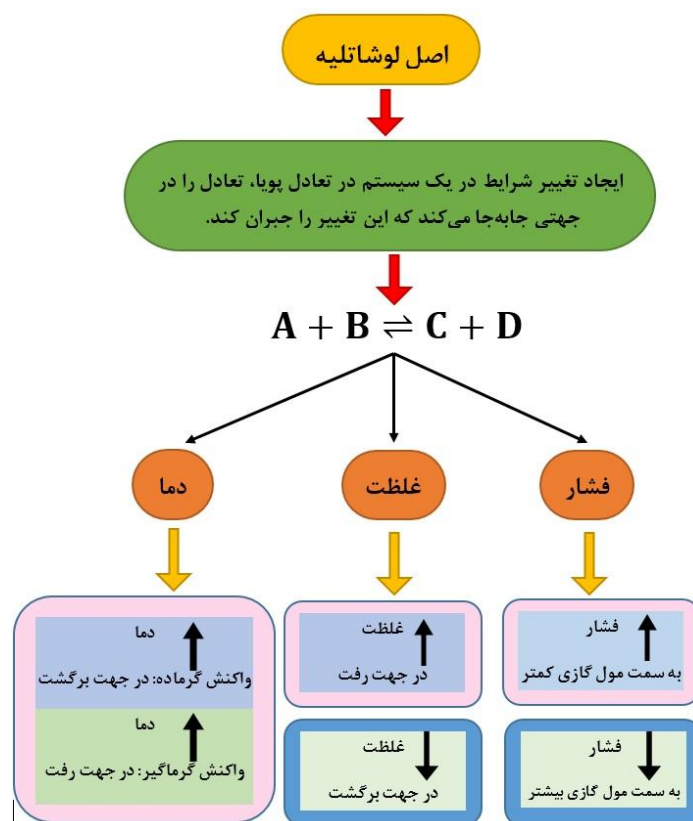 اصل لوشاتلیه
ایجاد تغییر شرایط در یک سیستم در تعادل پویا، تعادل را در
جهتی جابه‌جا می‌کند که این تغییر را جبران کند.
A + B ⇌ C + D
فشار
غلظت
دما
فشار
به سمت مول گازی کمتر
فشار
به سمت مول گازی بیشتر
غلظت
در جهت رفت
غلظت
در جهت برگشت
دما
واکنش گرماده: در جهت برگشت
دما
واکنش گرماگیر: در جهت رفت